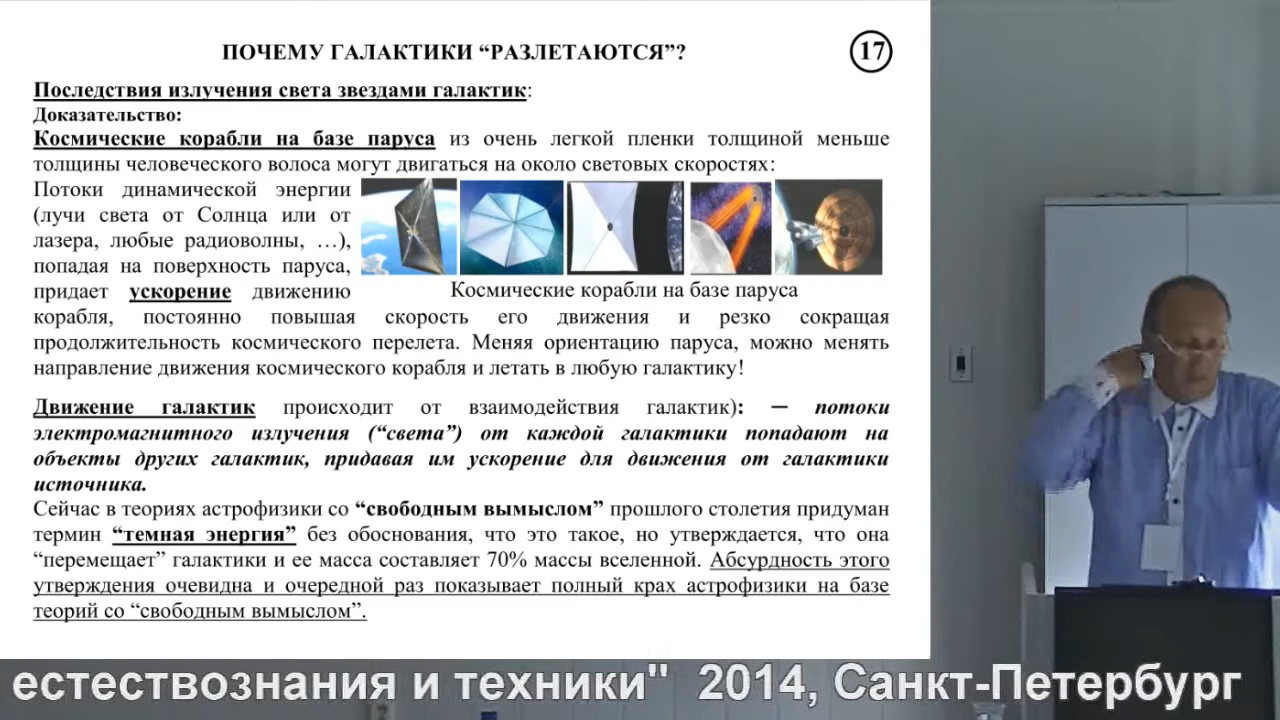 ПОЧЕМУ ГАЛАКТИКИ “РАЗЛЕТАЮТСЯ”?
17
Последствия излучения света звездами галактик:
Доказательство:
Космические корабли на базе паруса из очень легкой пленки толщиной меньше
толщины человеческого волоса могут двигаться на около световых скоростях:
Потоки динамической энергии
(лучи света от Солнца или от
лазера, любые радиоволны, …),
попадая на поверхность паруса,
придает ускорение движению
Космические корабли на базе паруса
корабля, постоянно повышая скорость его движения и резко сокращая
продолжительность космического перелета. Меняя ориентацию паруса, можно менять
направление движения космического корабля и летать в любую галактику!
Движение галактик происходит от взаимодействия галактик): — потоки
электромагнитного излучения (“света”) от каждой галактики попадают на
объекты других галактик, придавая им ускорение для движения от галактики
источника.
Сейчас в теориях астрофизики со “свободным вымыслом” прошлого столетия придуман
термин “темная энергия” без обоснования, что это такое, но утверждается, что она
“перемещает” галактики и ее масса составляет 70% массы вселенной. Абсурдность этого
утверждения очевидна и очередной раз показывает полный крах астрофизики на базе
теорий со “свободным вымыслом”.
естествознания и техники" 2014, Санкт-Петербург